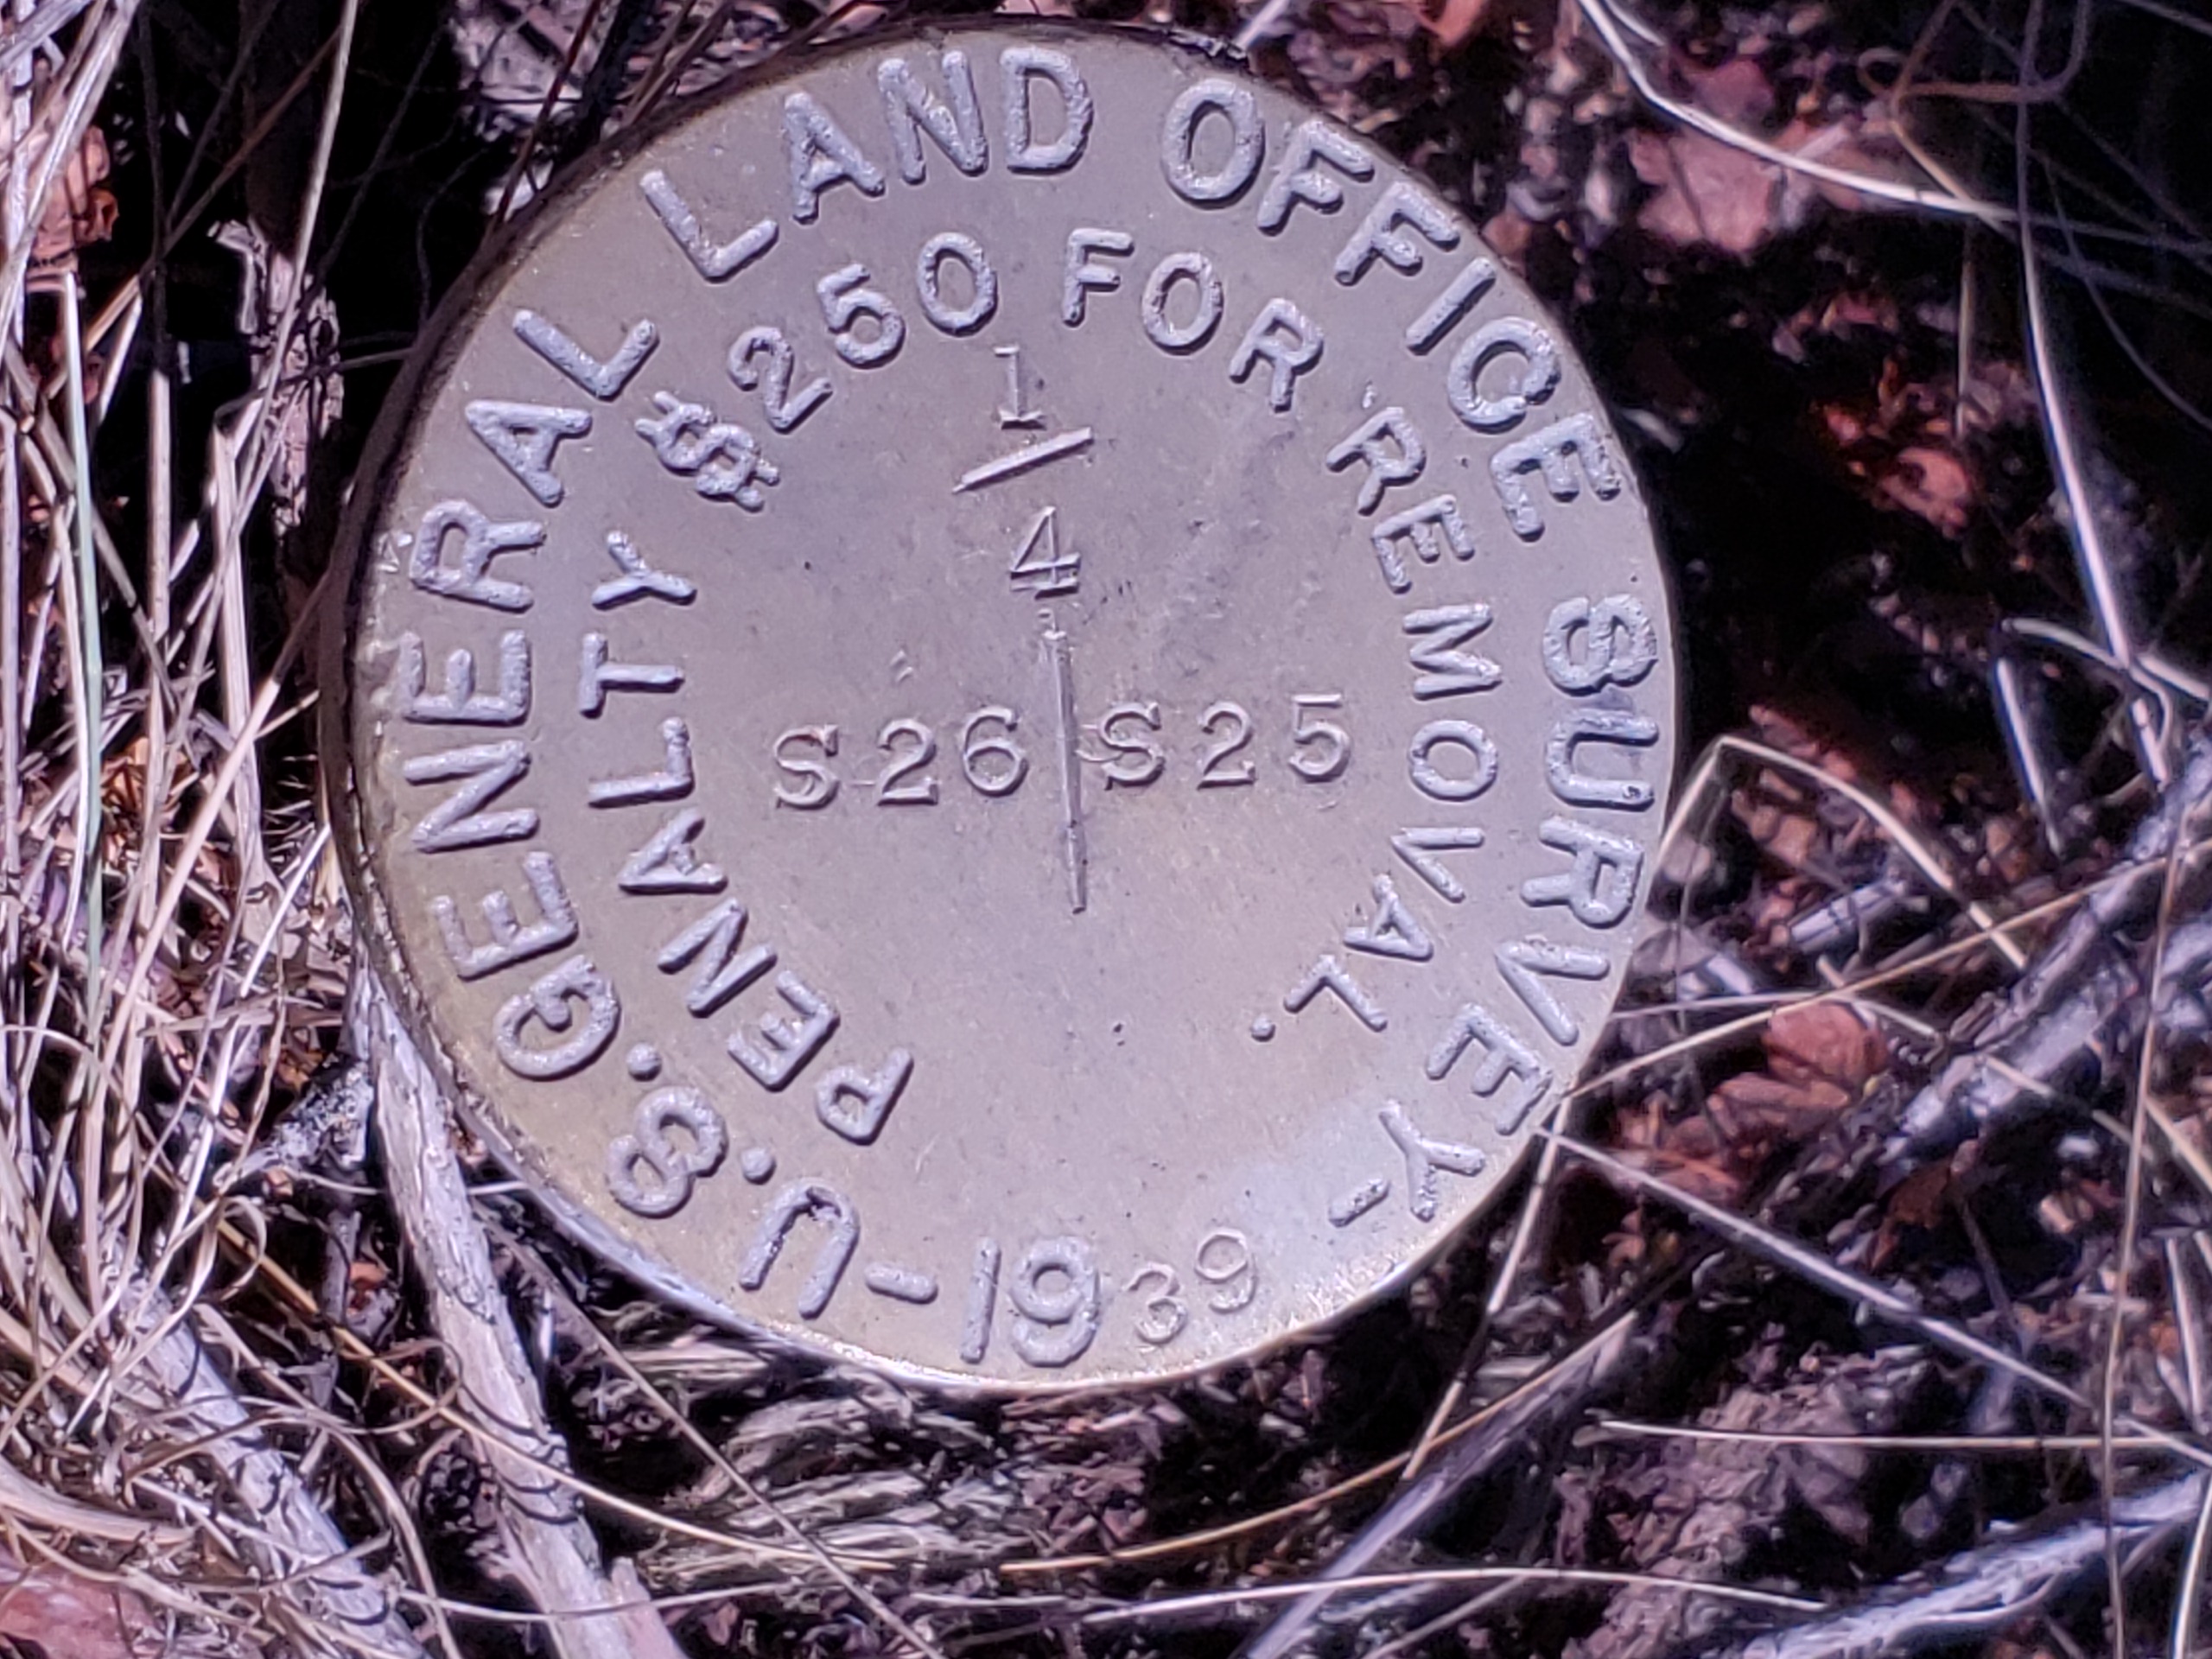 U.S. GENERAL LAND OFFICE SURVEY-
PENALTY $250 FOR REMOVAL.
1/4
S 26 | S 25
-1939